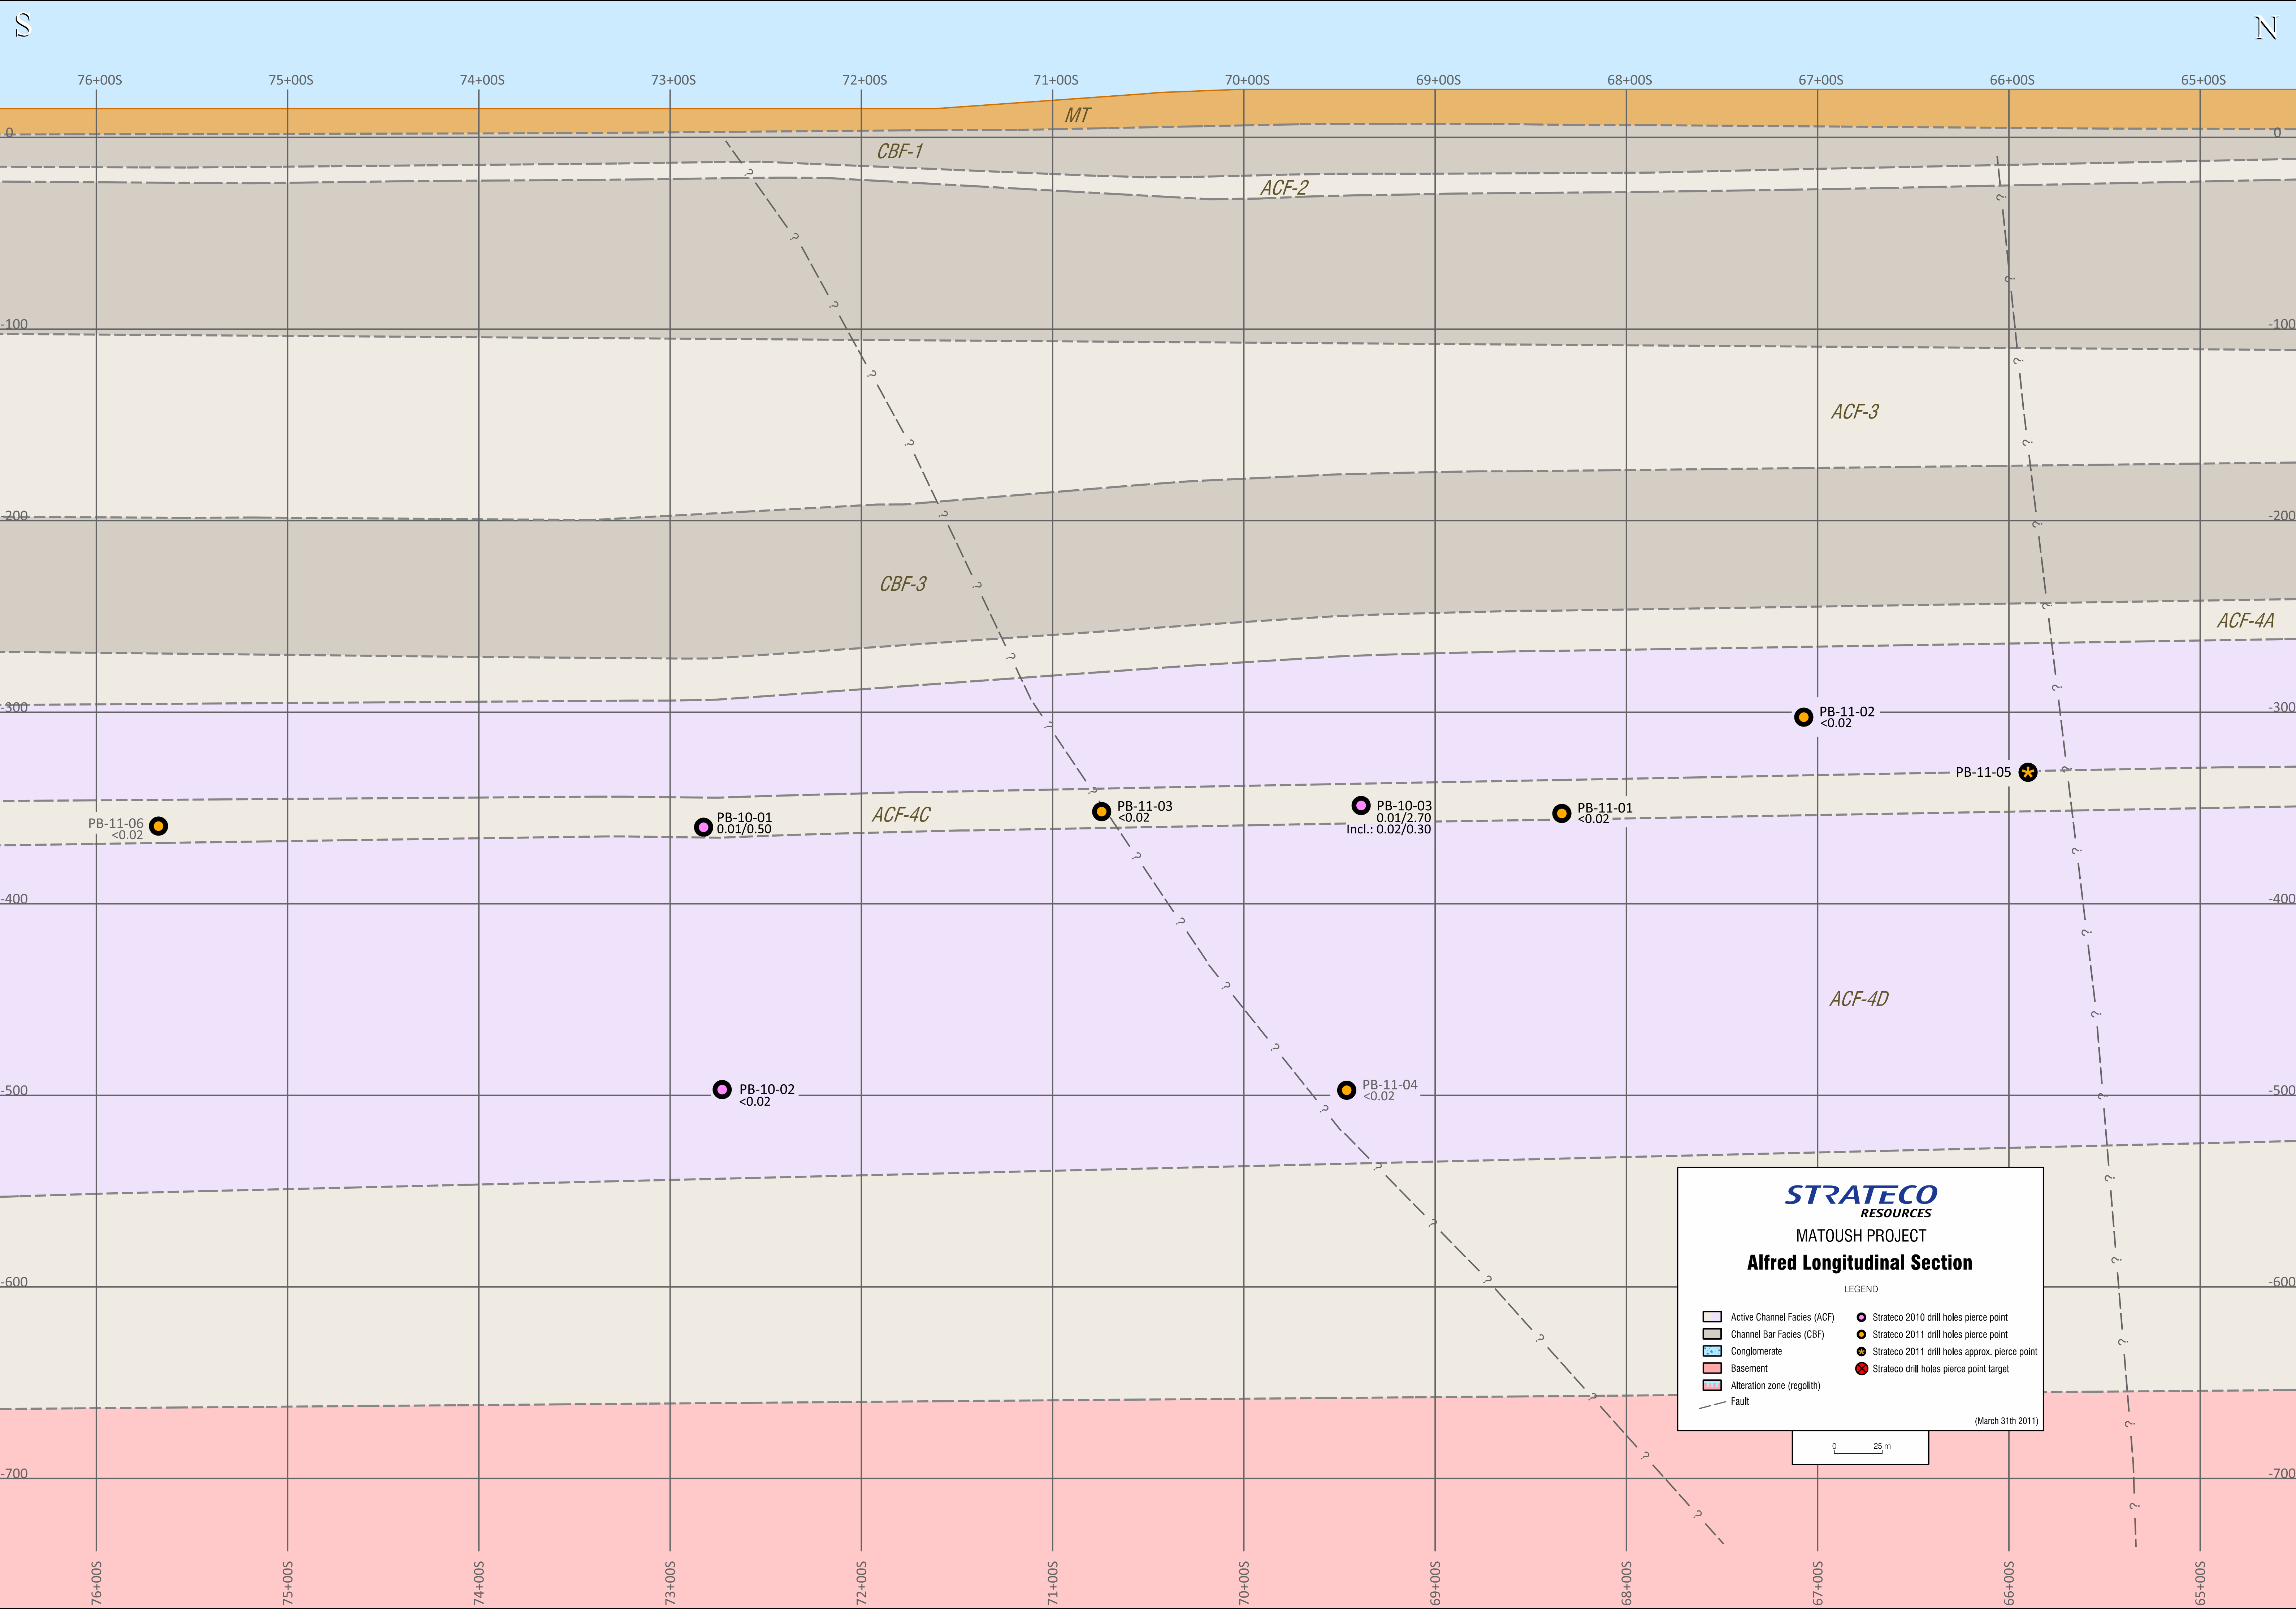 S
N
76+00S 75+00S 74+00S 73+00S 72+00S 71+00S 70+00S 69+00S 68+00S 67+00S 66+00S 65+00S
MT
0 0
CBF-1
?
ACF-2
?
?
?
?
-100 -100
?
?
ACF-3
? ?
-200 ? ? -200
CBF-3 ?
? ACF-4A
?
?
-300 -300
PB-11-02
<0.02
?
PB-11-05 ?
?
PB-11-06
<0.02
PB-10-01
0.01/0.50
ACF-4C
PB-11-03
<0.02
PB-10-03
0.01/2.70
Incl.: 0.02/0.30
PB-11-01
<0.02
? ?
-400 -400
? ?
? ACF-4D
?
?
-500 -500
PB-10-02
<0.02
PB-11-04
<0.02
?
?
? ?
?
-600 ? ? -600
? ?
?
?
?
-700 -700
?
?
STRATECO
RESOURCES
MATOUSH PROJECT
Alfred Longitudinal Section
LEGEND
Active Channel Facies (ACF)
Channel Bar Facies (CBF)
Conglomerate
Basement
Alteration zone (regolith)
Fault
Strateco 2010 drill holes pierce point
Strateco 2011 drill holes pierce point
Strateco 2011 drill holes approx. pierce point
Strateco drill holes pierce point target
(March 31th 2011)
0 25 m
76+00S 75+00S 74+00S 73+00S 72+00S 71+00S 70+00S 69+00S 68+00S 67+00S 66+00S 65+00S